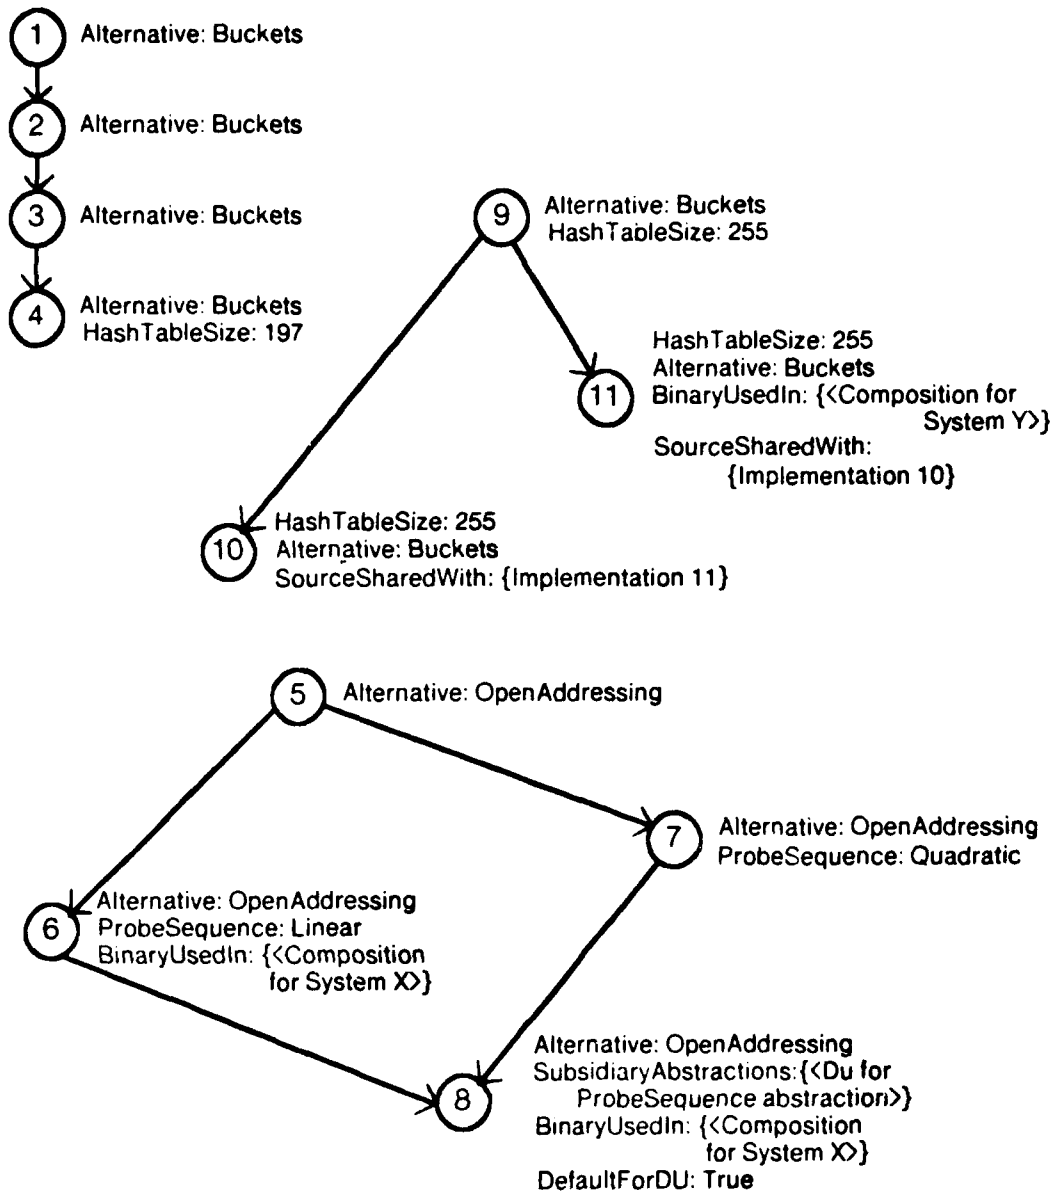 1 Alternative: Buckets
2 Alternative: Buckets
3 Alternative: Buckets
4 Alternative: Buckets
HashTableSize: 197
9 Alternative: Buckets
HashTableSize: 255
HashTableSize: 255
Alternative: Buckets
11 BinaryUsedIn: {<Composition for
System Y>}
SourceSharedWith:
{Implementation 10}
HashTableSize: 255
10 Alternative: Buckets
SourceSharedWith: {Implementation 11}
5 Alternative: OpenAddressing
7 Alternative: OpenAddressing
ProbeSequence: Quadratic
Alternative: OpenAddressing
6 ProbeSequence: Linear
BinaryUsedIn: {<Composition
for System X>}
Alternative: OpenAddressing
SubsidiaryAbstractions:{<Du for
8 ProbeSequence abstraction>}
BinaryUsedIn: {<Composition
for System X>}
DefaultForDU: True